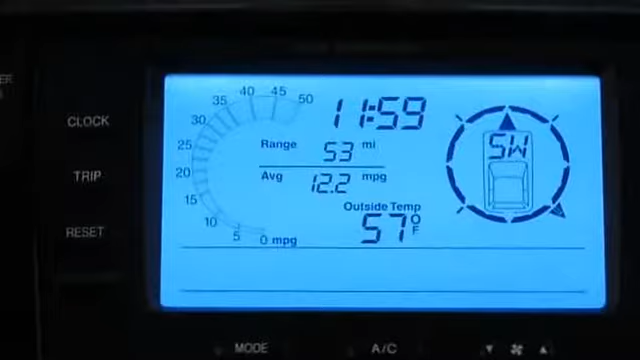 ER
CLOCK
TRIP
RESET
50
45
40
35
30
25
20
15
10
5
0 mpg
11:59
Range 53 mi
Avg 12.2 mpg
Outside Temp
57°F
SW
MODE
A/C